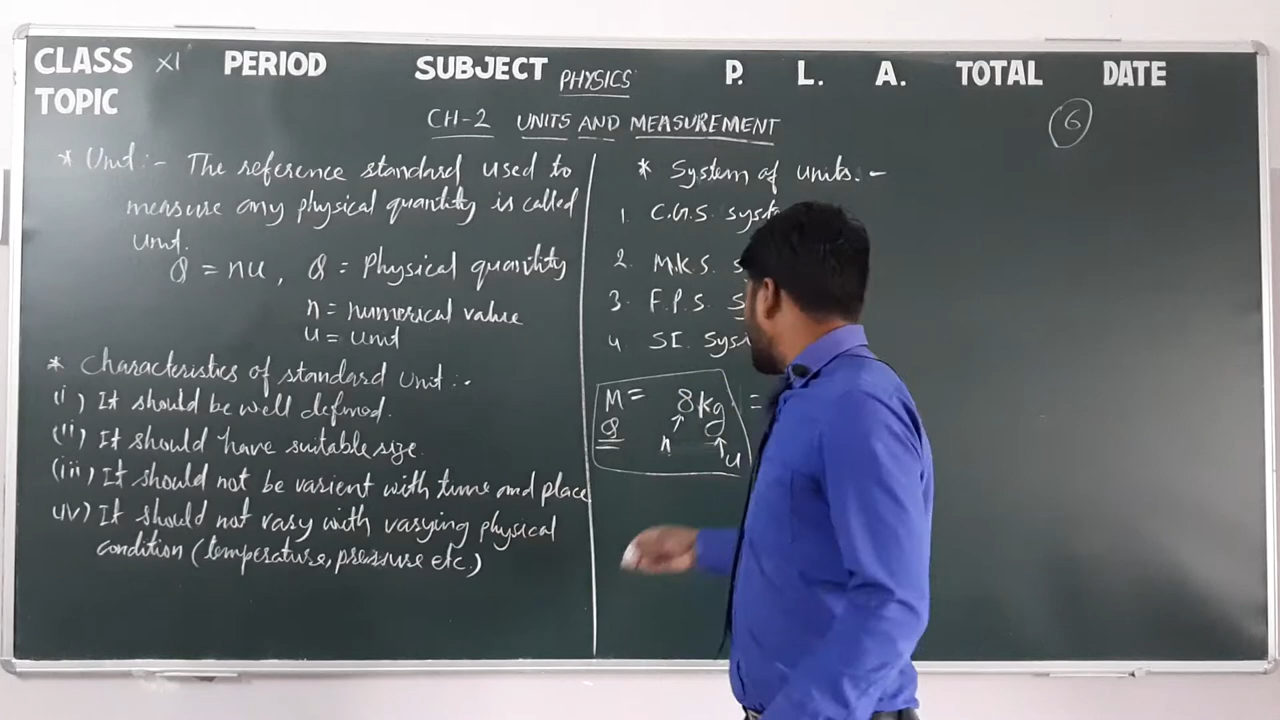 CLASS XI PERIOD SUBJECT PHYSICS P. L. A. TOTAL DATE
TOPIC
CH-2 UNITS AND MEASUREMENT
6
* Unit:- The reference standard used to
measure any physical quantity is called
unit.
Q = nu, Q = Physical quantity
n = numerical value
u = unit
* Characteristics of standard unit:-
(i) It should be well defined.
(ii) It should have suitable size.
(iii) It should not be varient with time and place
(iv) It should not vary with varying physical
condition (temperature, pressure etc.)
* System of units:-
1. C.G.S. syste
2. M.K.S. s
3. F.P.S. s
4. SI. Sys
M = 8kg =
Q n u